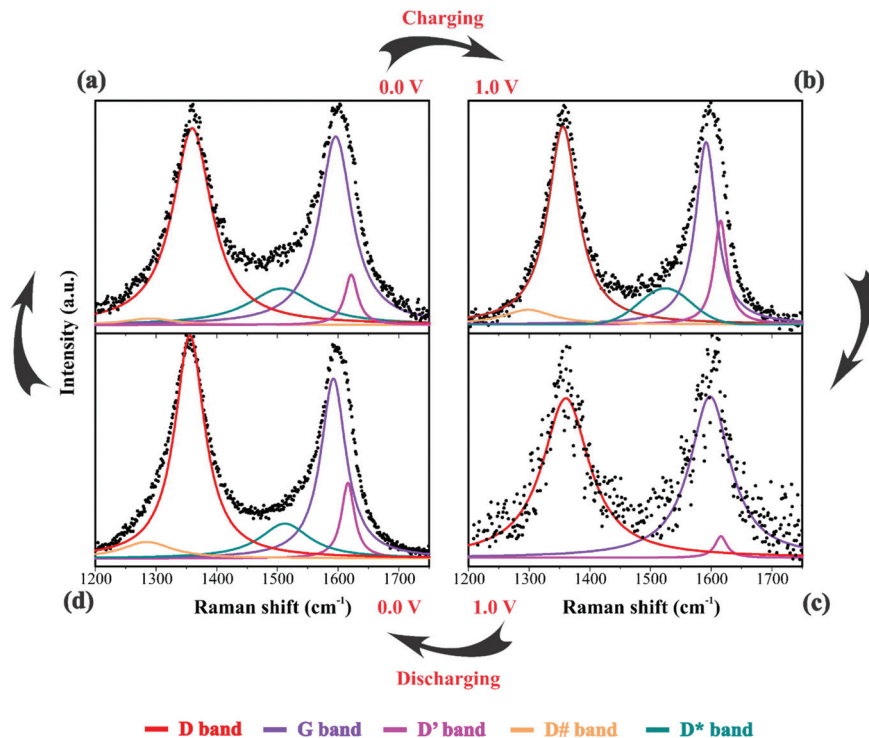 Charging
(a)
0.0 V
1.0 V
(b)
Intensity (a.u.)
1200 1300 1400 1500 1600 1700
1200 1300 1400 1500 1600 1700
Raman shift (cm⁻¹)
Raman shift (cm⁻¹)
(d)
0.0 V
1.0 V
(c)
Discharging
D band
G band
D’ band
D# band
D* band